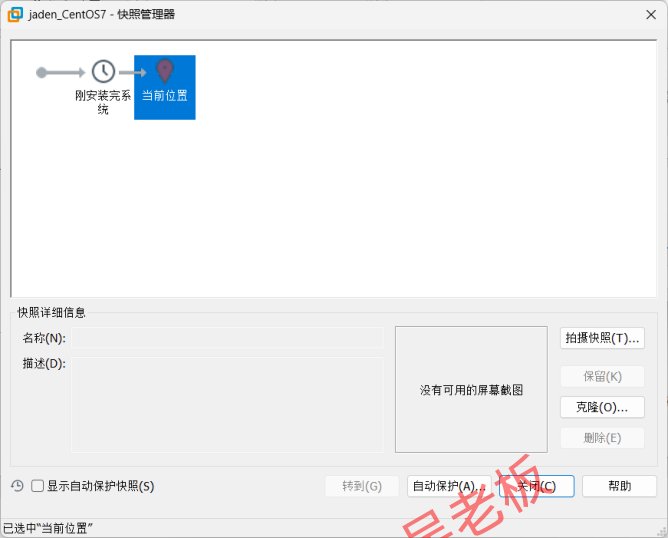 jaden_CentOS7 - 快照管理器
刚安装完系
统
当前位置
快照详细信息
名称(N):
描述(D):
没有可用的屏幕截图
拍摄快照(T)...
保留(K)
克隆(O)...
删除(E)
显示自动保护快照(S)
转到(G)
自动保护(A)...
关闭(C)
帮助
吴老板
已选中“当前位置”